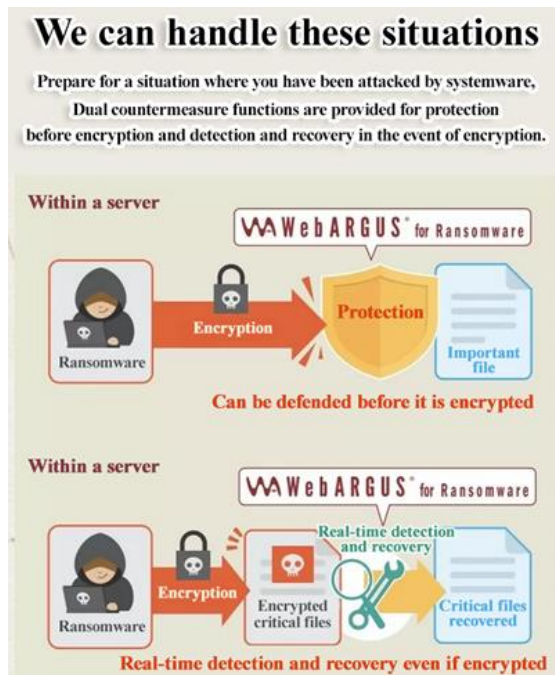 We can handle these situations
Prepare for a situation where you have been attacked by systemware,
Dual countermeasure functions are provided for protection
before encryption and detection and recovery in the event of encryption.
Within a server
WA WebARGUS® for Ransomware
Encryption
Protection
Ransomware
Important
file
Can be defended before it is encrypted
Within a server
WA WebARGUS® for Ransomware
Real-time detection
and recovery
Encryption
Ransomware
Encrypted
critical files
Critical files
recovered
Real-time detection and recovery even if encrypted